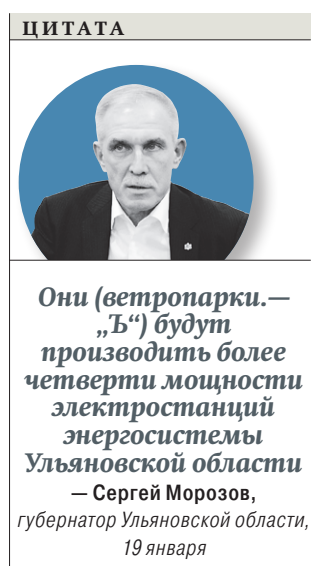 ЦИТАТА
Они (ветропарки.—
„Ъ“) будут
производить более
четверти мощности
электростанций
энергосистемы
Ульяновской области
— Сергей Морозов,
губернатор Ульяновской области,
19 января